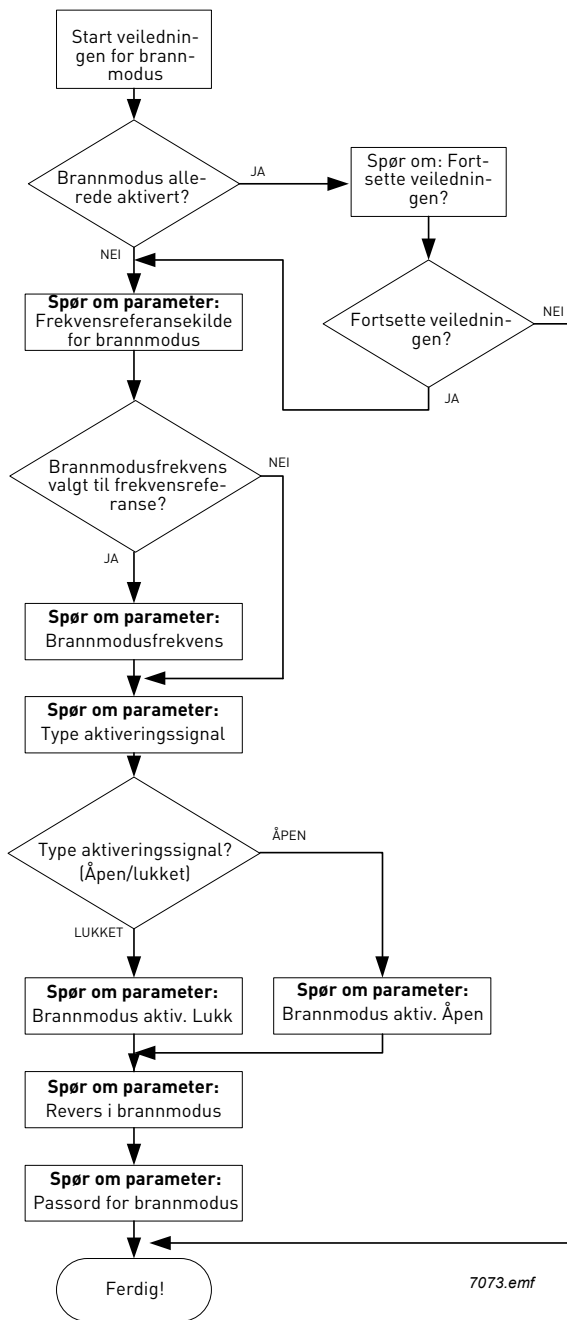 Start veilednin-
gen for brann-
modus
Brannmodus alle-
rede aktivert?
JA
Spør om: Fort-
sette veilednin-
gen?
NEI
Fortsette veilednin-
gen?
NEI
JA
Spør om parameter:
Frekvensreferansekilde
for brannmodus
Brannmodusfrekvens
valgt til frekvensrefe-
ranse?
NEI
JA
Spør om parameter:
Brannmodusfrekvens
Spør om parameter:
Type aktiveringssignal
Type aktiveringssignal?
(Åpen/lukket)
ÅPEN
LUKKET
Spør om parameter:
Brannmodus aktiv. Lukk
Spør om parameter:
Brannmodus aktiv. Åpen
Spør om parameter:
Revers i brannmodus
Spør om parameter:
Passord for brannmodus
Ferdig!
7073.emf